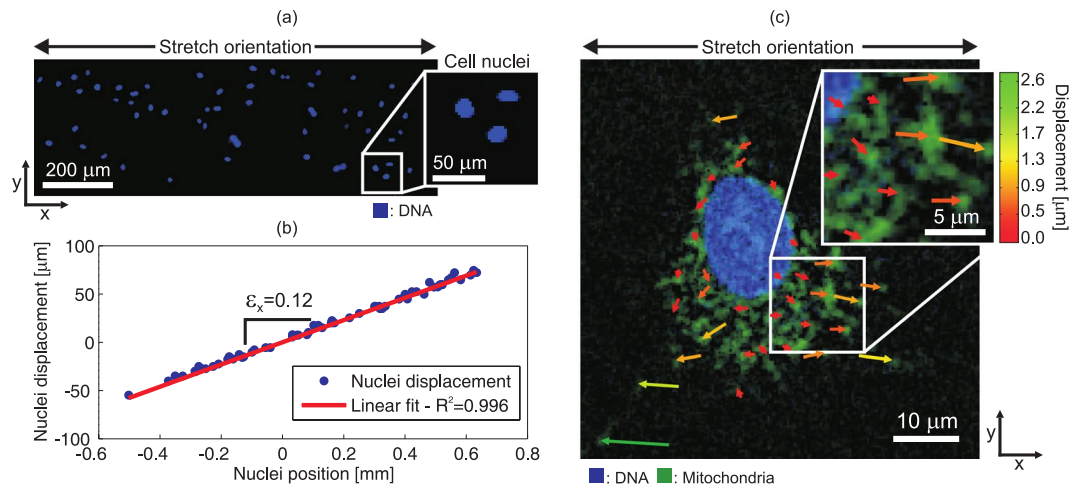 (a)
Stretch orientation
Cell nuclei
200 μm
50 μm
y
x
: DNA
(b)
100
50
0
-50
-100
Nuclei displacement [μm]
εx=0.12
Nuclei displacement
Linear fit - R²=0.996
-0.6
-0.4
-0.2
0
0.2
0.4
0.6
0.8
Nuclei position [mm]
(c)
Stretch orientation
5 μm
2.6
2.2
1.7
1.3
0.9
0.5
0.0
Displacement [μm]
10 μm
y
x
: DNA : Mitochondria